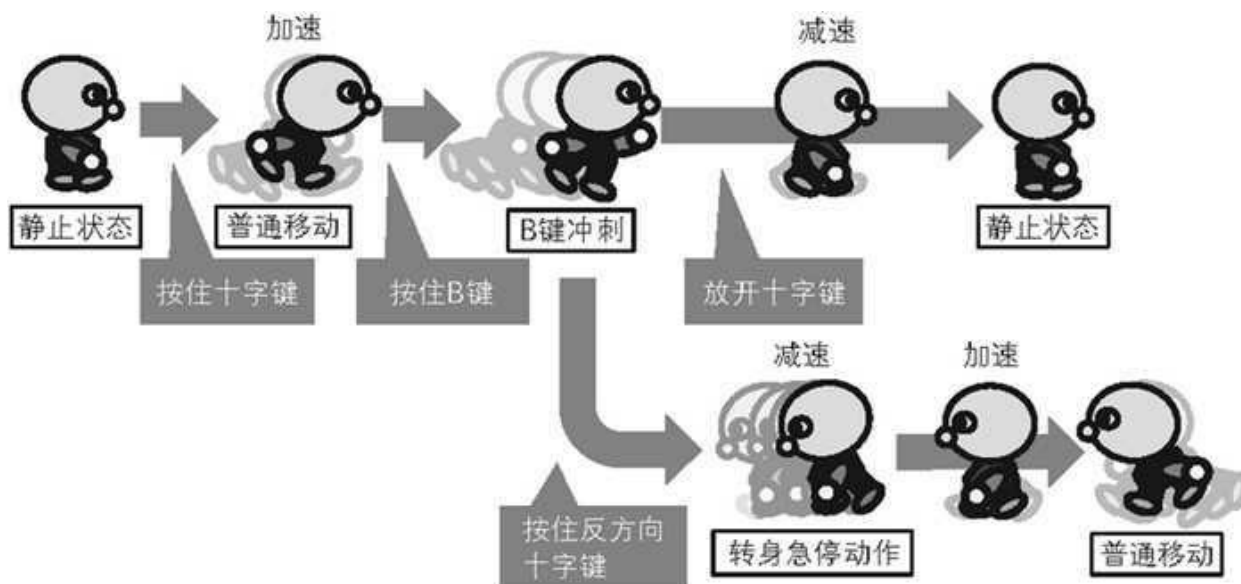 加速
减速
静止状态
普通移动
B键冲刺
静止状态
按住十字键
按住B键
放开十字键
减速
加速
按住反方向
十字键
转身急停动作
普通移动